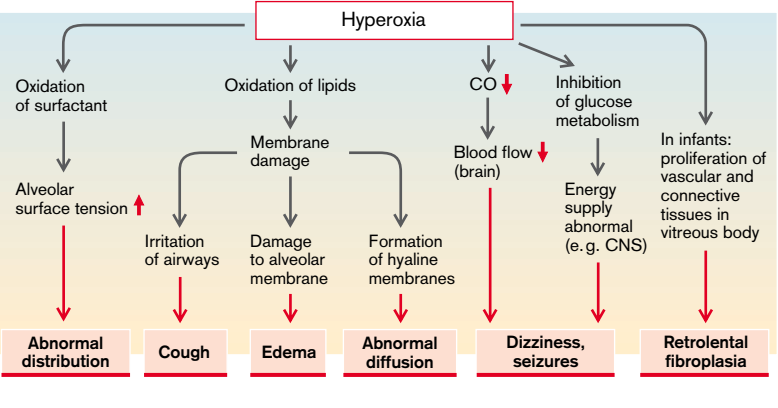 Hyperoxia
Oxidation
of surfactant
Alveolar
surface tension
Abnormal
distribution
Oxidation of lipids
Membrane
damage
Irritation
of airways
Cough
Damage
to alveolar
membrane
Edema
Formation
of hyaline
membranes
Abnormal
diffusion
CO
Blood flow
(brain)
Inhibition
of glucose
metabolism
Energy
supply
abnormal
(e. g. CNS)
Dizziness,
seizures
In infants:
proliferation of
vascular and
connective
tissues in
vitreous body
Retrolental
fibroplasia